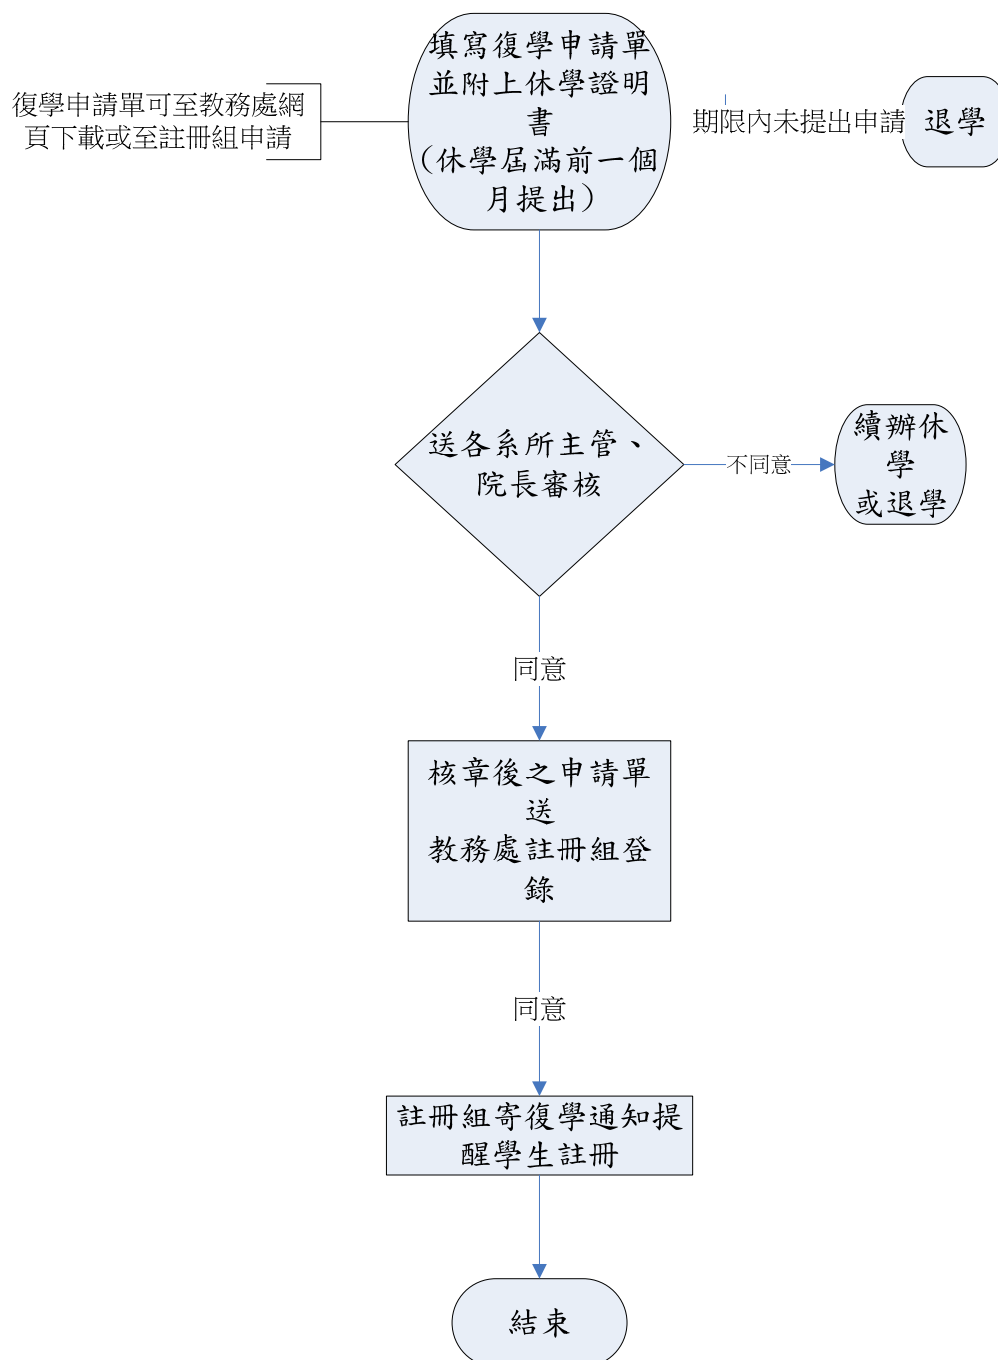 填寫復學申請單
並附上休學證明
書
（休學屆滿前一個
月提出）
復學申請單可至教務處網
頁下載或至註冊組申請
期限內未提出申請
退學
送各系所主管、
院長審核
不同意
續辦休
學
或退學
同意
核章後之申請單
送
教務處註冊組登
錄
同意
註冊組寄復學通知提
醒學生註冊
結束